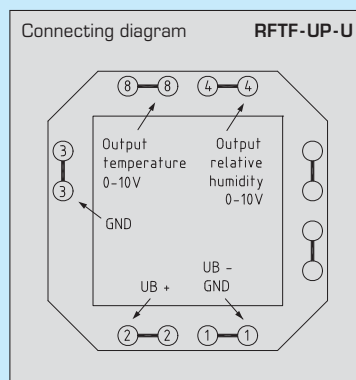 Connecting diagram RFTF-UP-U
8 8 4 4
3
3
Output
temperature
0-10V
Output
relative
humidity
0-10V
GND
UB +
UB -
GND
2 2 1 1